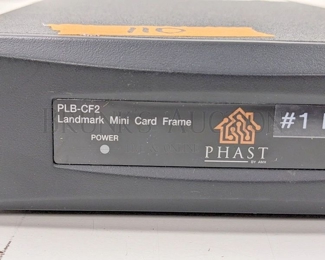 PLB-CF2
Landmark Mini Card Frame
POWER
PHAST
#1